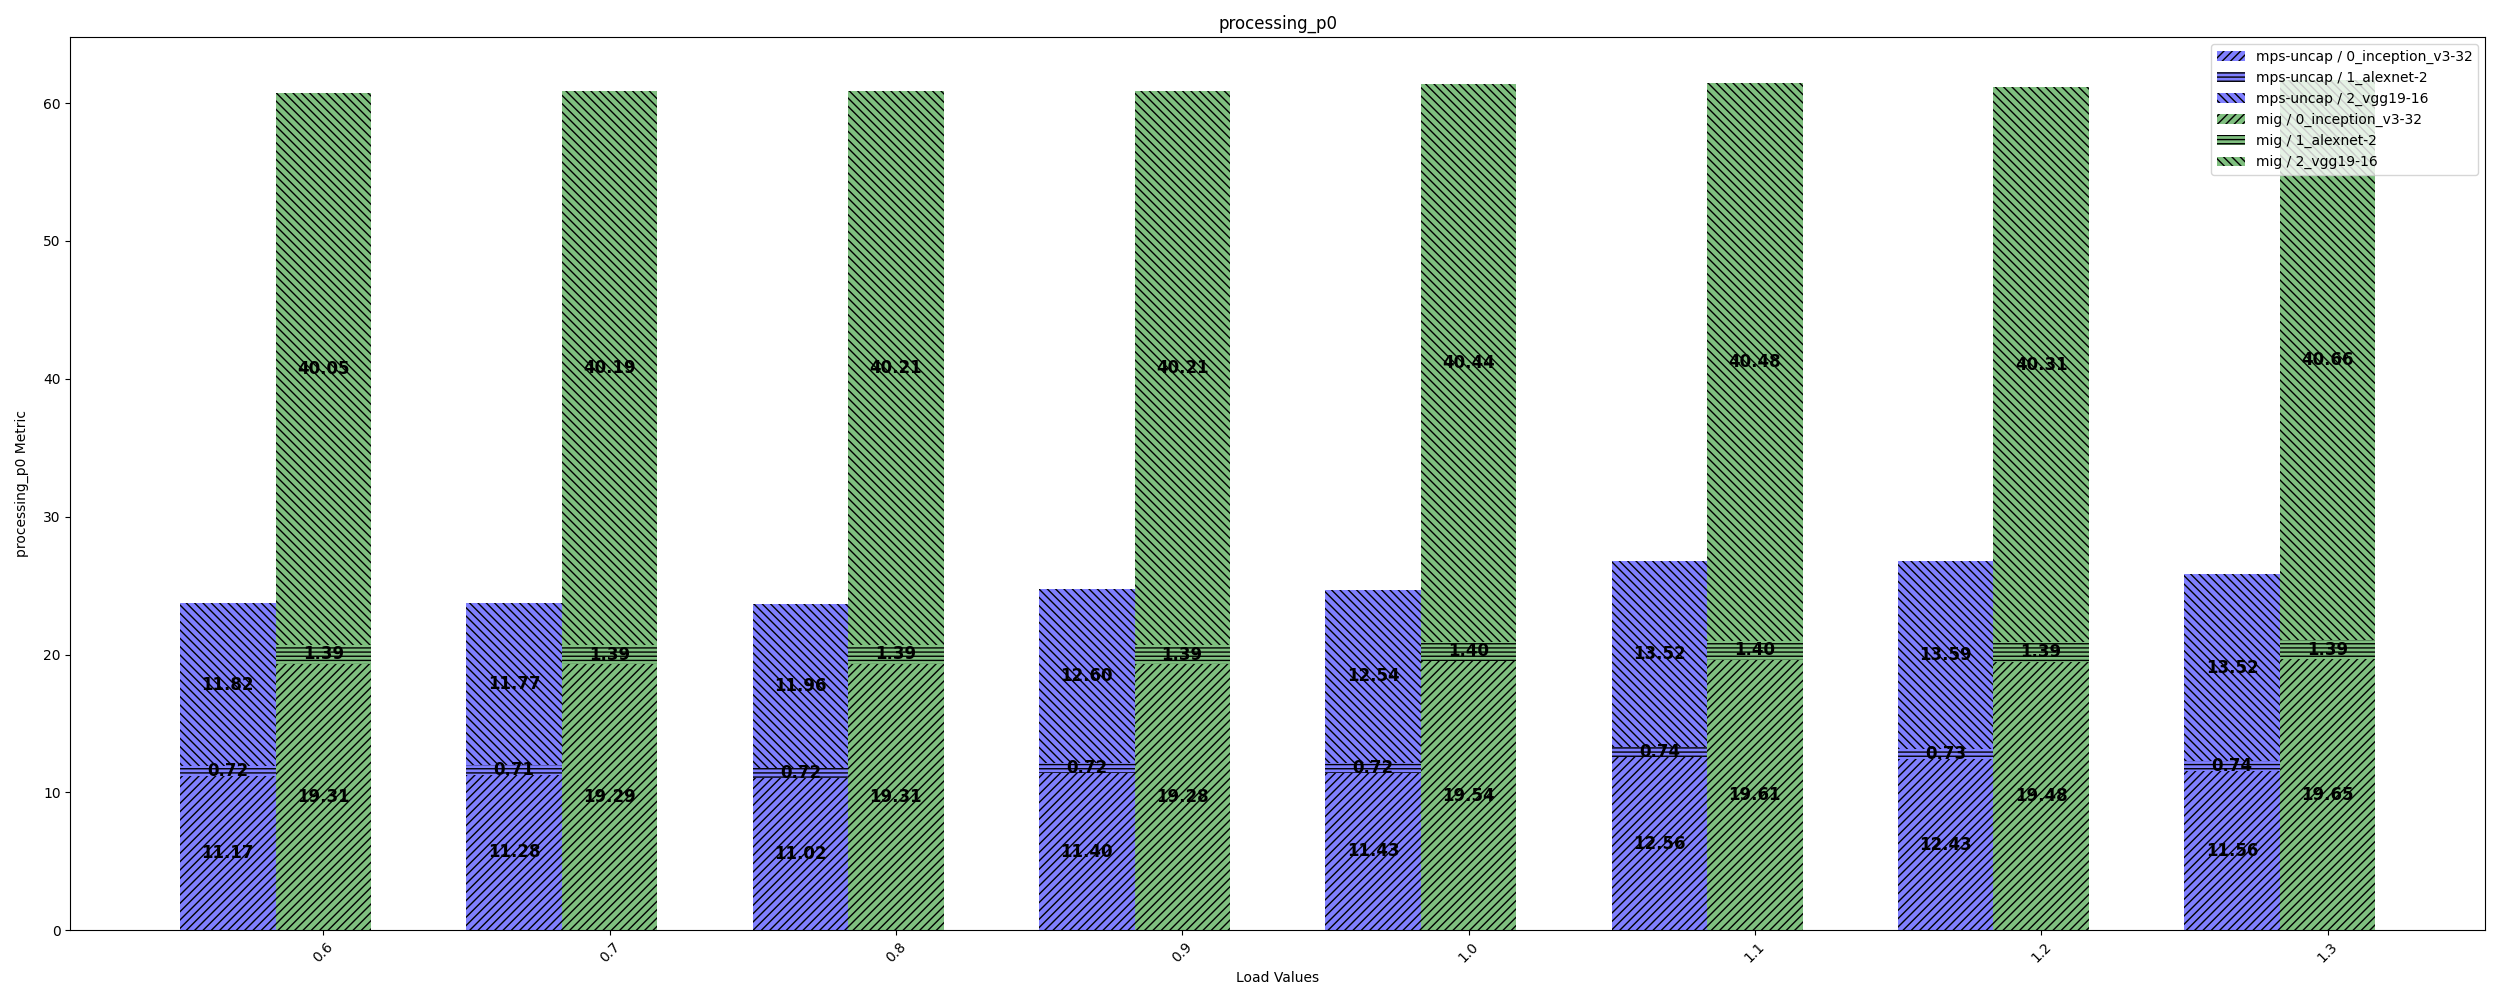 processing_p0
mps-uncap / 0_inception_v3-32
mps-uncap / 1_alexnet-2
mps-uncap / 2_vgg19-16
mig / 0_inception_v3-32
mig / 1_alexnet-2
mig / 2_vgg19-16
processing_p0 Metric
60
50
40
30
20
10
0
40.05 40.19 40.21 40.21 40.44 40.48 40.31 40.66
1.39 1.39 1.39 1.39 1.40 1.40 1.39 1.39
11.82 11.77 11.96 12.60 12.54 13.52 13.59 13.52
0.72 0.71 0.72 0.72 0.72 0.74 0.73 0.74
19.31 19.29 19.31 19.28 19.54 19.61 19.48 19.65
11.17 11.28 11.02 11.40 11.43 12.56 12.43 11.56
0.6 0.7 0.8 0.9 1.0 1.1 1.2 1.3
Load Values